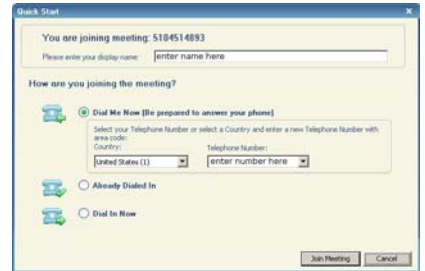 Quick Start
You are joining meeting: 5104514893
Please enter your display name: enter name here
How are you joining the meeting?
Dial Me Now (Be prepared to answer your phone)
Select your Telephone Number or select a Country and enter a new Telephone Number with
area code:
Country: Telephone Number:
United States (1) enter number here
Already Dialed In
Dial In Now
Join Meeting Cancel